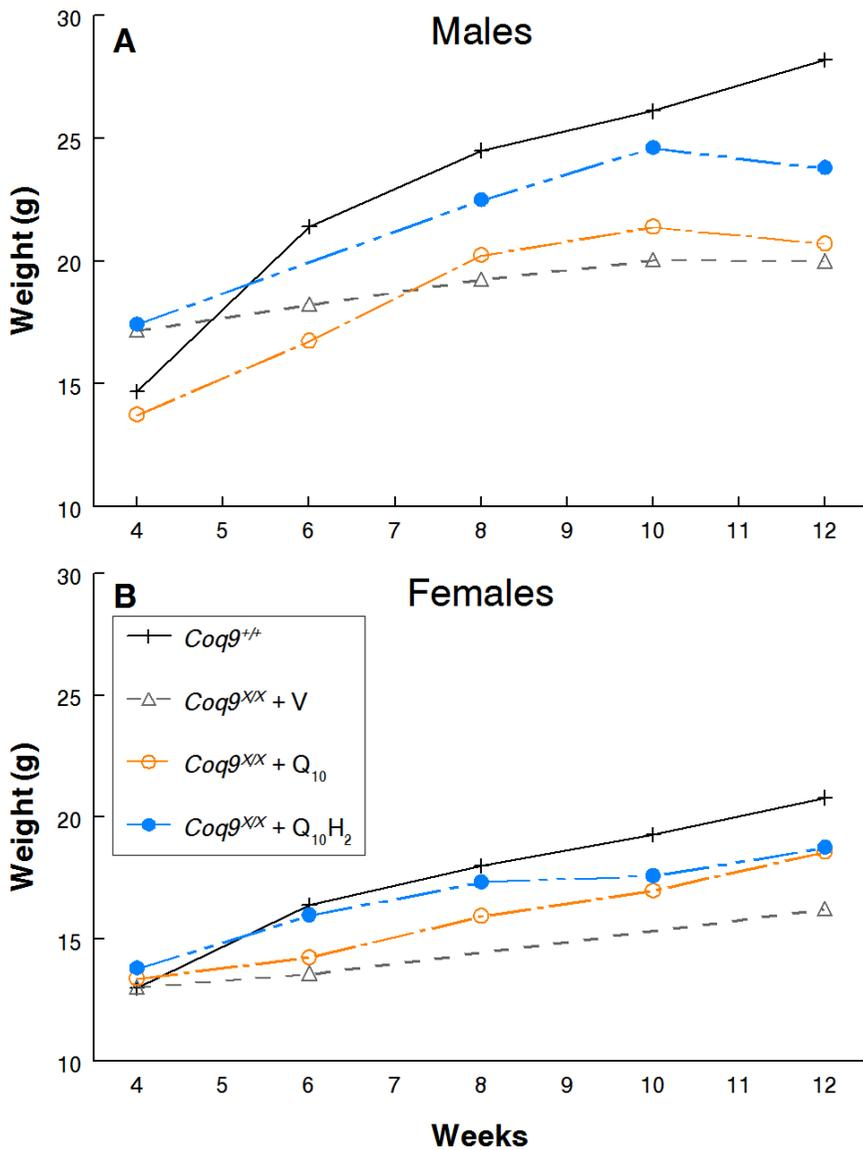 A
Males
Weight (g)
30
25
20
15
10
4 5 6 7 8 9 10 11 12
B
Females
Weight (g)
30
25
20
15
10
Coq9⁺/⁺
Coq9ˣ/ˣ + V
Coq9ˣ/ˣ + Q₁₀
Coq9ˣ/ˣ + Q₁₀H₂
4 5 6 7 8 9 10 11 12
Weeks